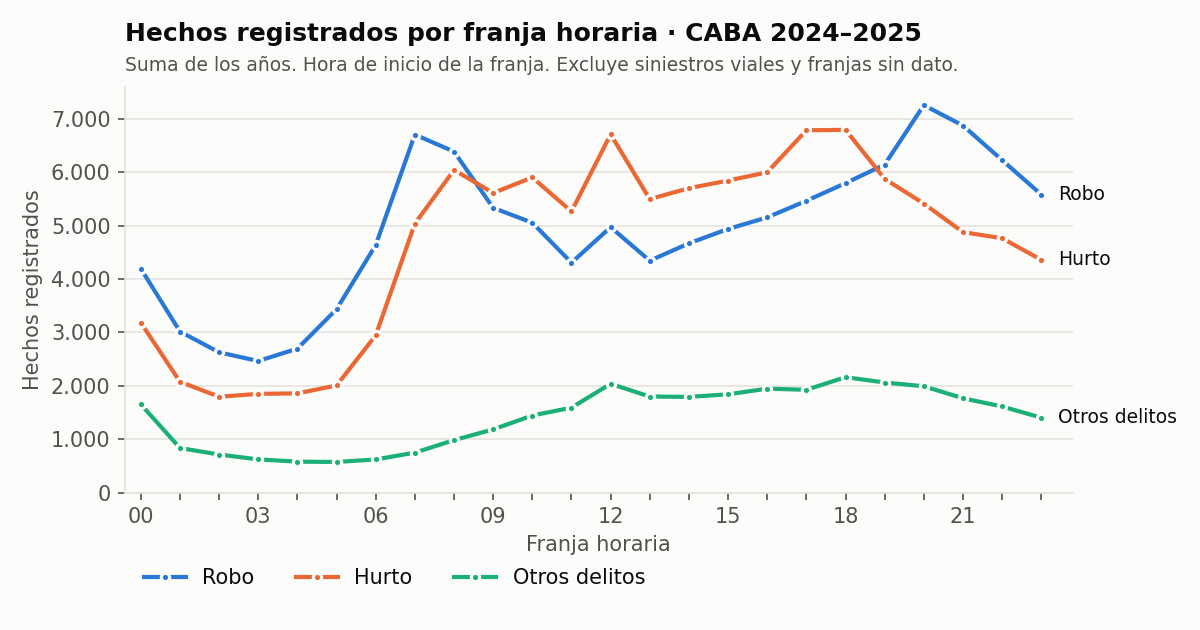 Hechos registrados por franja horaria · CABA 2024–2025
Suma de los años. Hora de inicio de la franja. Excluye siniestros viales y franjas sin dato.
Hechos registrados
7.000
6.000
5.000
4.000
3.000
2.000
1.000
0
Robo
Hurto
Otros delitos
00 03 06 09 12 15 18 21
Franja horaria
Robo Hurto Otros delitos